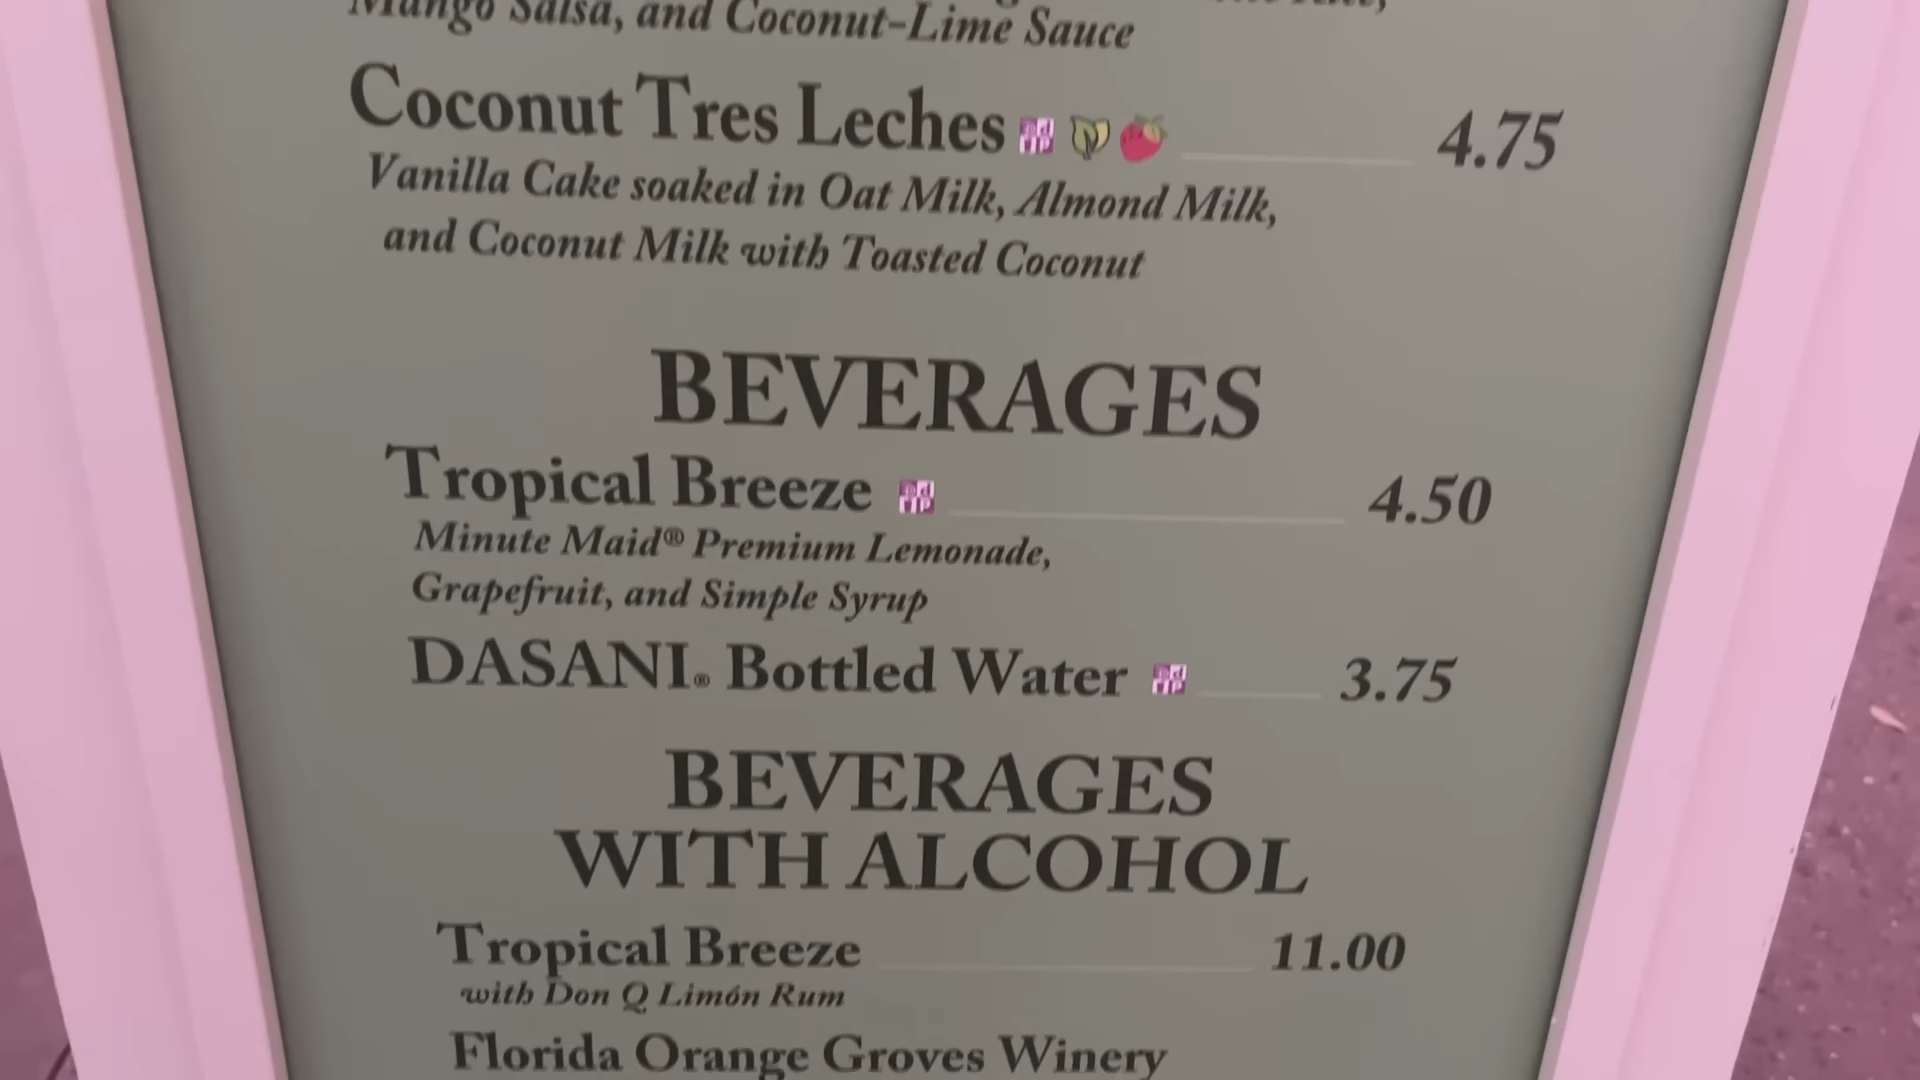 Mango Salsa, and Coconut-Lime Sauce
Coconut Tres Leches 4.75
Vanilla Cake soaked in Oat Milk, Almond Milk,
and Coconut Milk with Toasted Coconut
BEVERAGES
Tropical Breeze 4.50
Minute Maid® Premium Lemonade,
Grapefruit, and Simple Syrup
DASANI® Bottled Water 3.75
BEVERAGES
WITH ALCOHOL
Tropical Breeze 11.00
with Don Q Limón Rum
Florida Orange Groves Winery